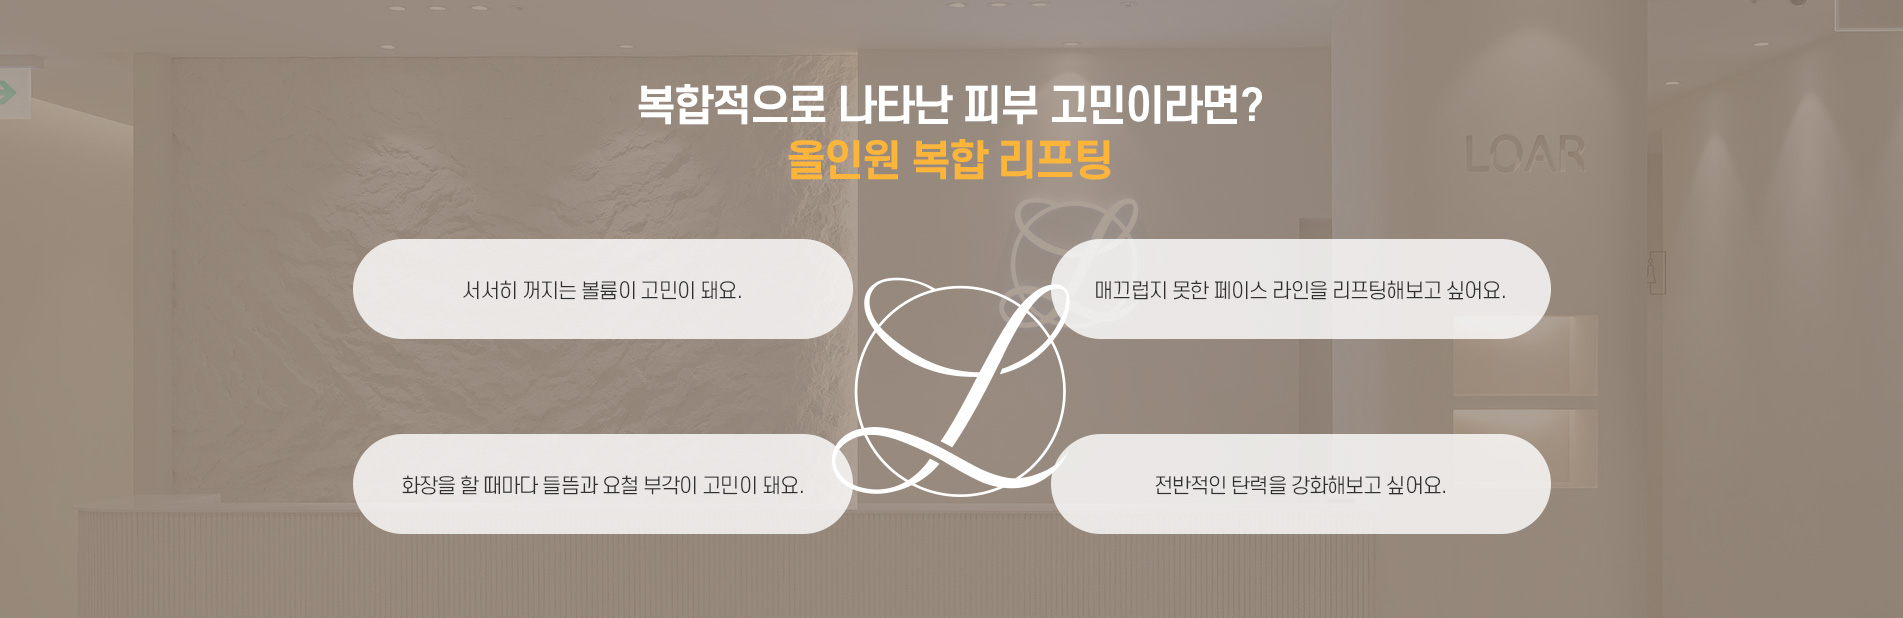 복합적으로 나타난 피부 고민이라면?
올인원 복합 리프팅
LOAR
서서히 꺼지는 볼륨이 고민이 돼요.
매끄럽지 못한 페이스 라인을 리프팅해보고 싶어요.
화장을 할 때마다 들뜸과 요철 부각이 고민이 돼요.
전반적인 탄력을 강화해보고 싶어요.